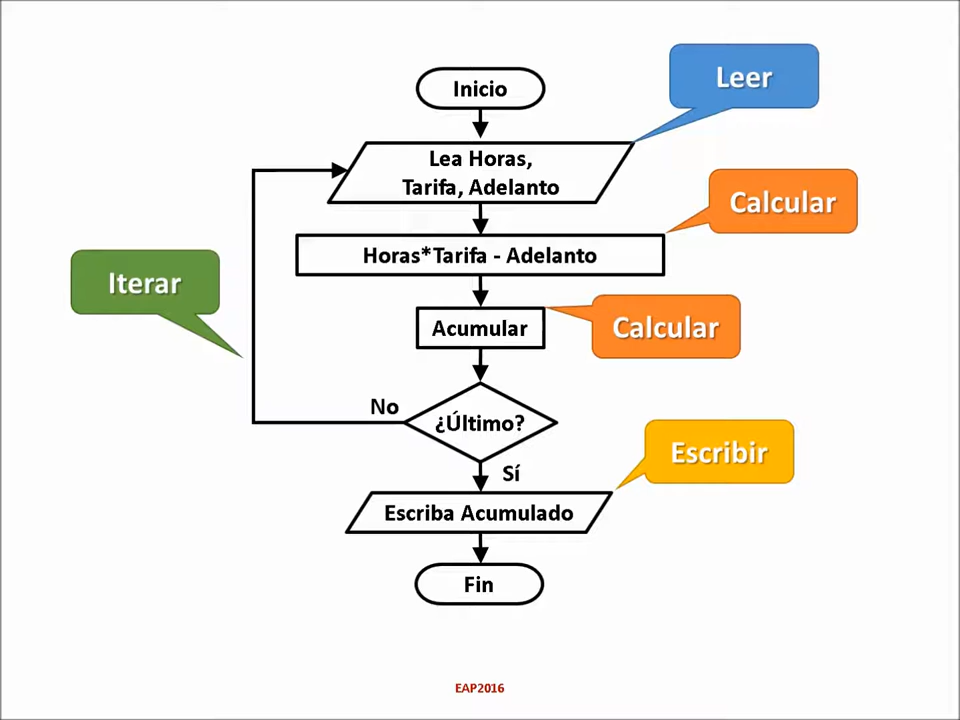 Inicio
Leer
Lea Horas,
Tarifa, Adelanto
Calcular
Horas*Tarifa - Adelanto
Iterar
Acumular
Calcular
No
¿Último?
Escribir
Sí
Escriba Acumulado
Fin
EAP2016